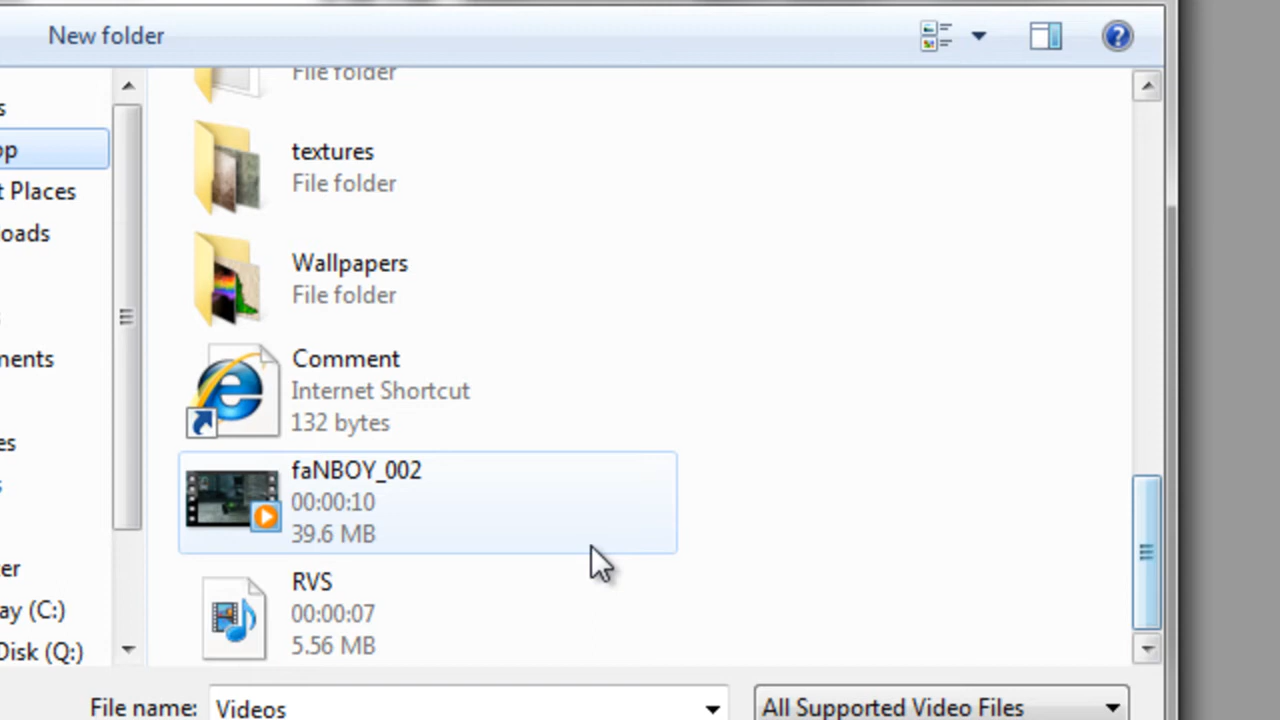 New folder
File folder
textures
File folder
Wallpapers
File folder
Comment
Internet Shortcut
132 bytes
faNBOY_002
00:00:10
39.6 MB
RVS
00:00:07
5.56 MB
s
op
t Places
oads
ments
es
s
er
ay (C:)
Disk (Q:)
File name: Videos
All Supported Video Files